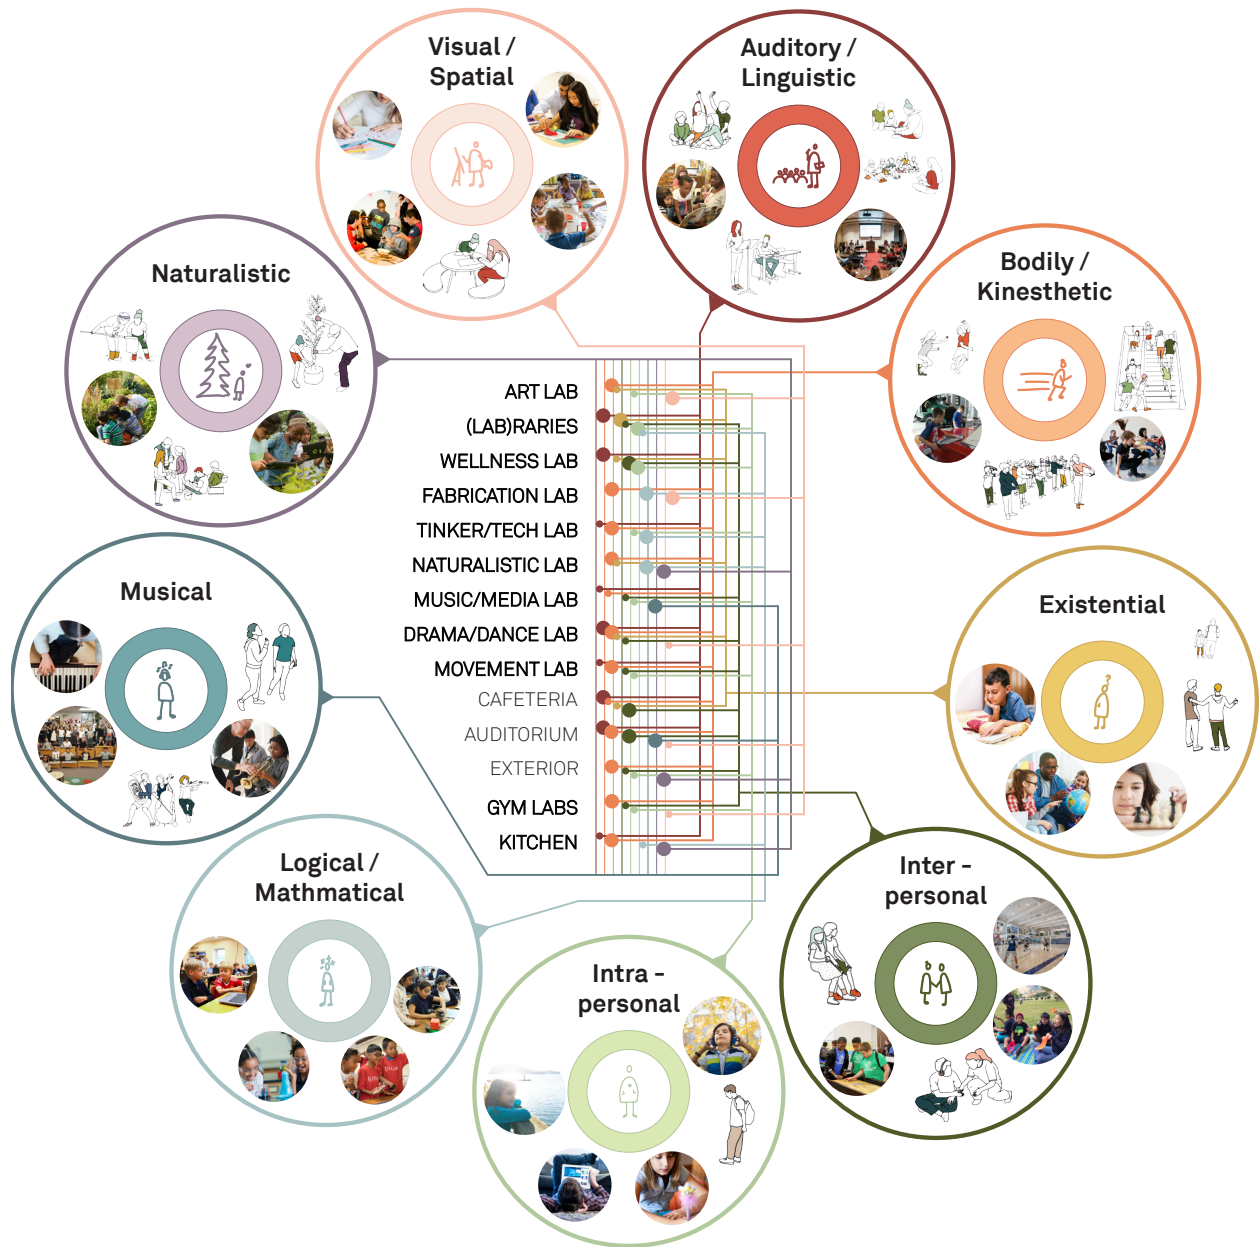 Visual /
Spatial
Auditory /
Linguistic
Naturalistic
Bodily /
Kinesthetic
ART LAB
(LAB)RARIES
WELLNESS LAB
FABRICATION LAB
TINKER/TECH LAB
NATURALISTIC LAB
MUSIC/MEDIA LAB
DRAMA/DANCE LAB
MOVEMENT LAB
CAFETERIA
AUDITORIUM
EXTERIOR
GYM LABS
KITCHEN
Musical
Existential
Logical /
Mathmatical
Inter -
personal
Intra -
personal